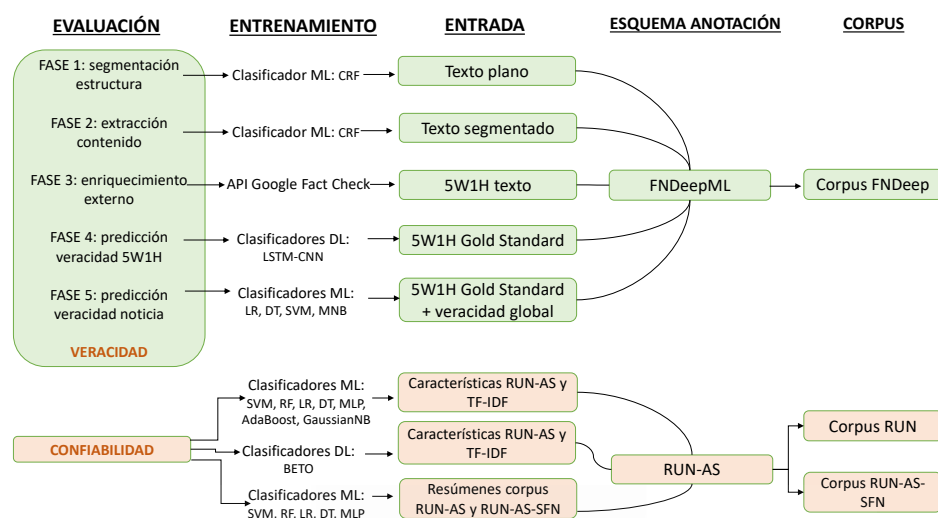 EVALUACIÓN
ENTRENAMIENTO
ENTRADA
ESQUEMA ANOTACIÓN
CORPUS
FASE 1: segmentación
estructura
Clasificador ML: CRF
Texto plano
FASE 2: extracción
contenido
Clasificador ML: CRF
Texto segmentado
FASE 3: enriquecimiento
externo
API Google Fact Check
5W1H texto
FNDeepML
Corpus FNDeep
FASE 4: predicción
veracidad 5W1H
Clasificadores DL:
LSTM-CNN
5W1H Gold Standard
FASE 5: predicción
veracidad noticia
Clasificadores ML:
LR, DT, SVM, MNB
5W1H Gold Standard
+ veracidad global
VERACIDAD
Clasificadores ML:
SVM, RF, LR, DT, MLP,
AdaBoost, GaussianNB
Características RUN-AS y
TF-IDF
CONFIABILIDAD
Clasificadores DL:
BETO
Características RUN-AS y
TF-IDF
RUN-AS
Corpus RUN
Clasificadores ML:
SVM, RF, LR, DT, MLP
Resúmenes corpus
RUN-AS y RUN-AS-SFN
Corpus RUN-AS-
SFN